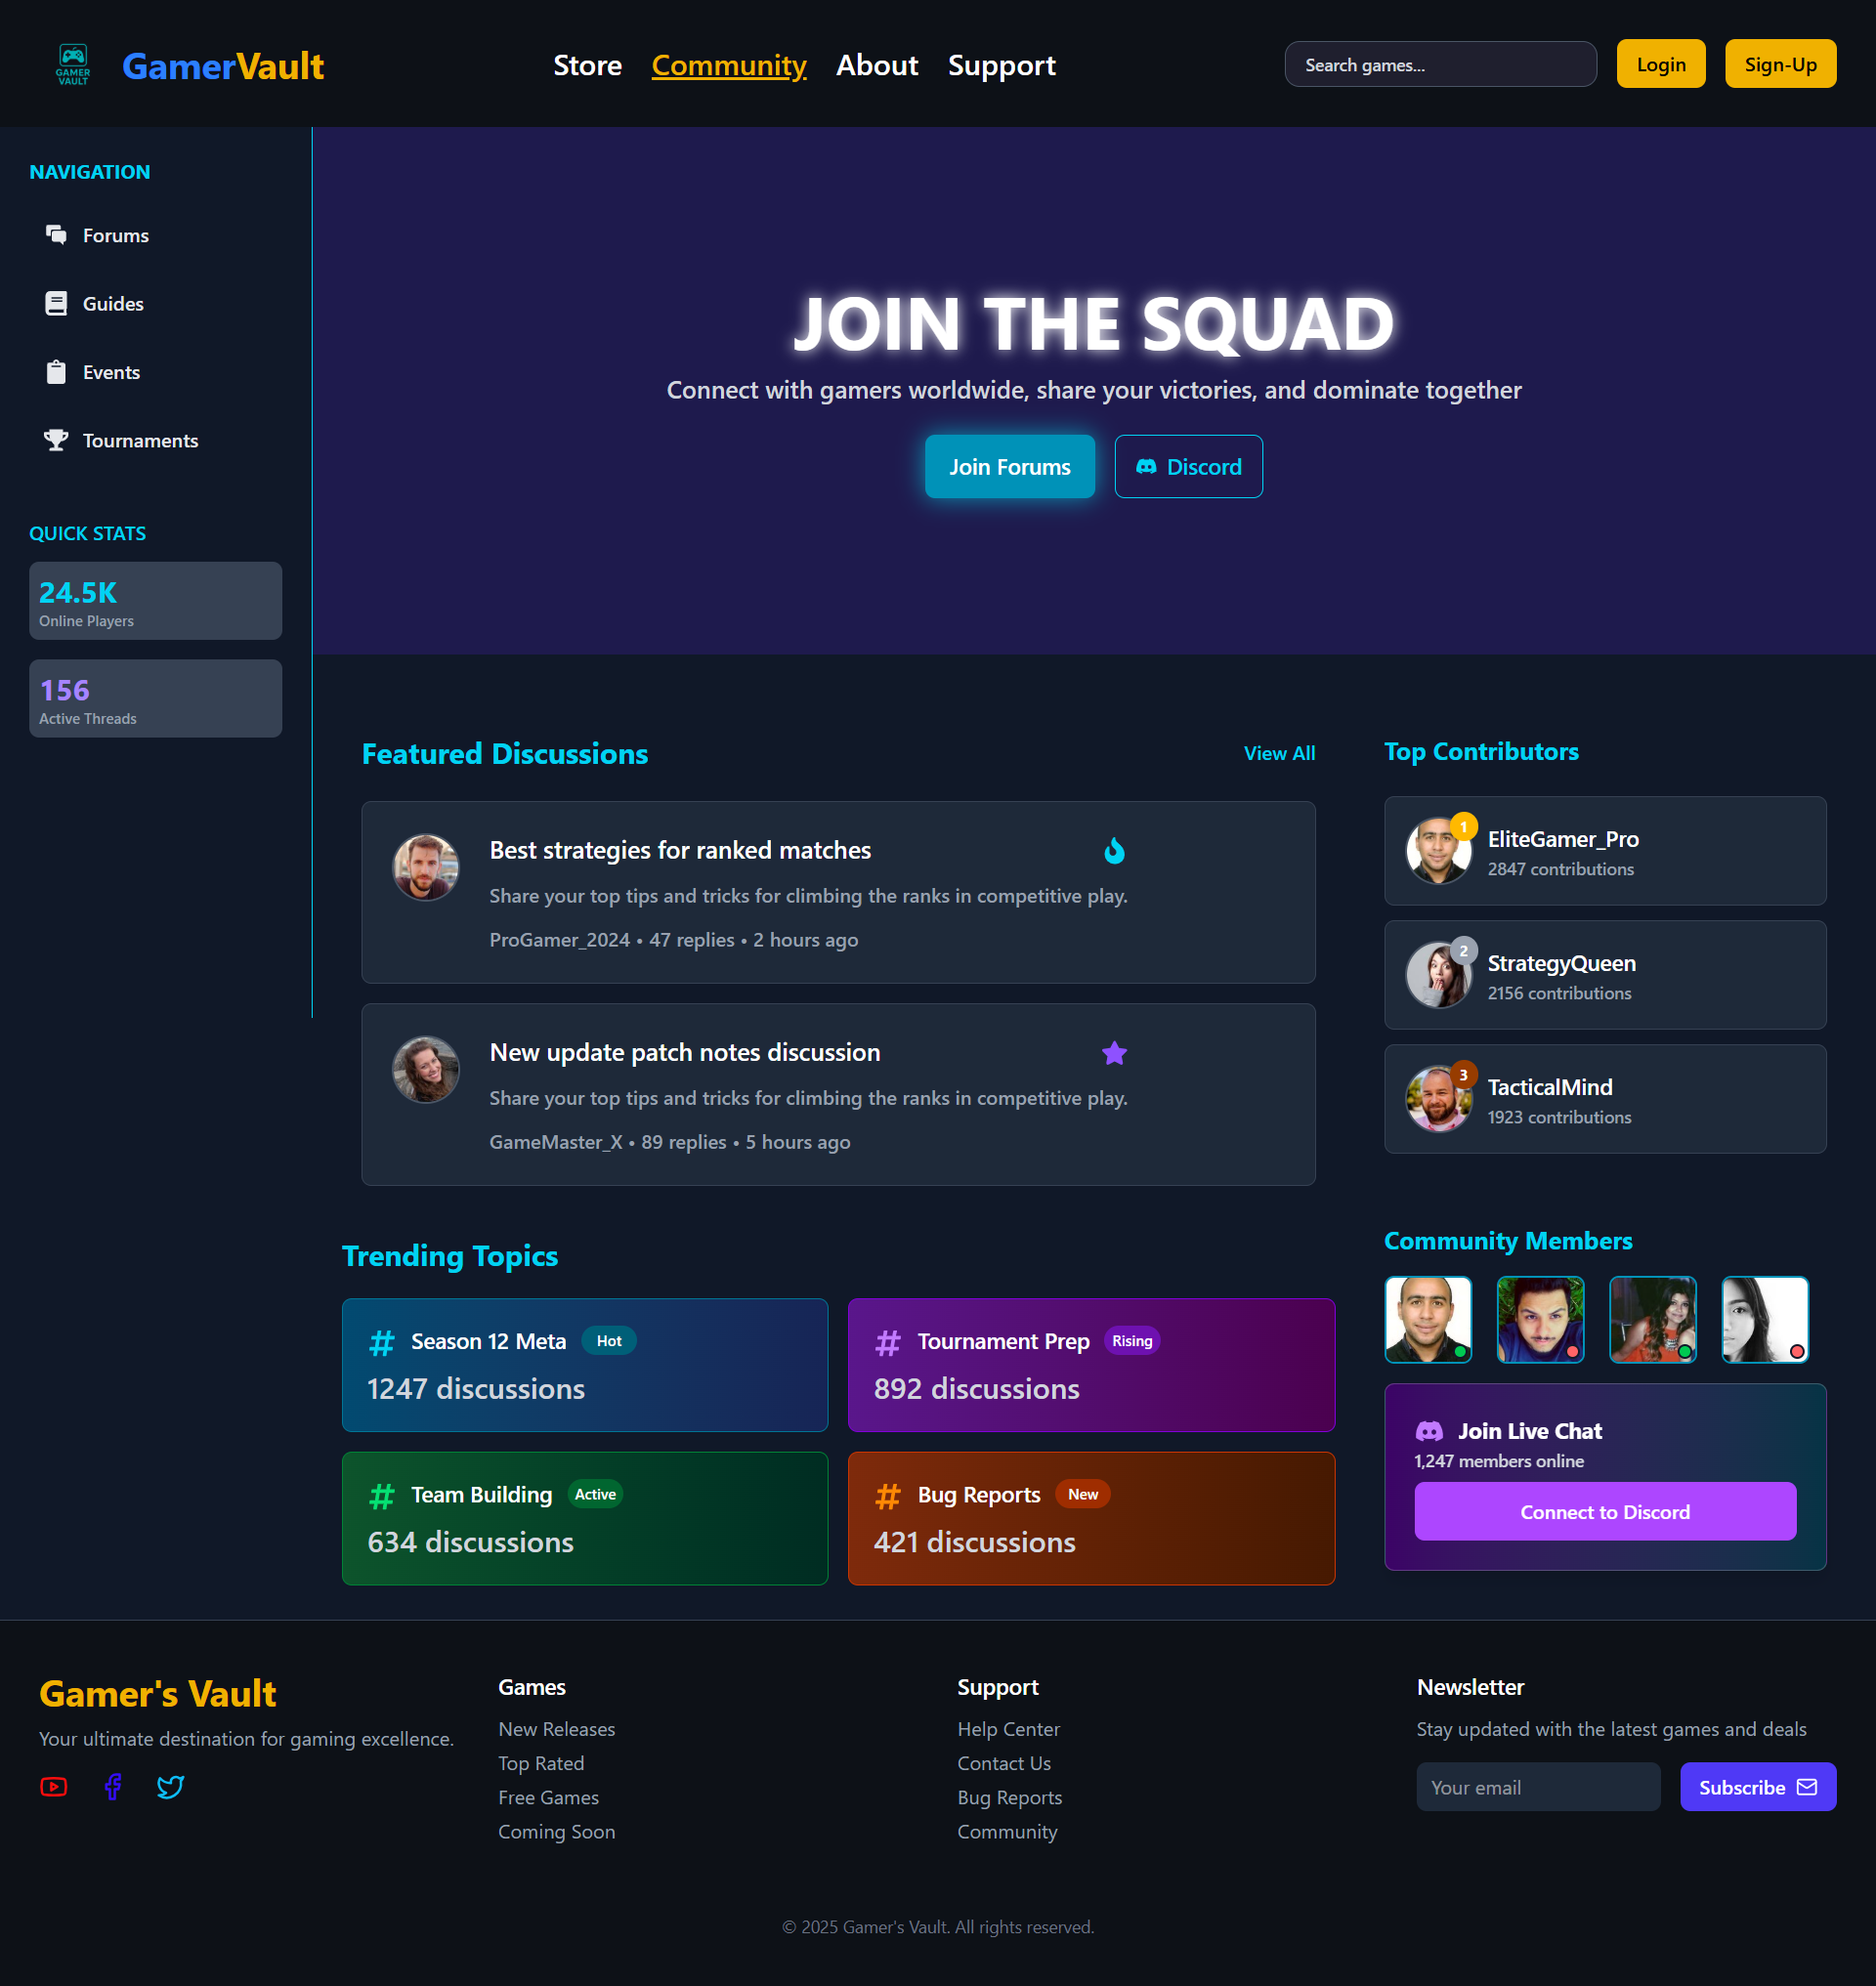 GAMER
VAULT
GamerVault
Store Community About Support
Search games...
Login
Sign-Up
NAVIGATION
Forums
Guides
Events
Tournaments
QUICK STATS
24.5K
Online Players
156
Active Threads
JOIN THE SQUAD
Connect with gamers worldwide, share your victories, and dominate together
Join Forums
Discord
Featured Discussions
View All
Best strategies for ranked matches
Share your top tips and tricks for climbing the ranks in competitive play.
ProGamer_2024 • 47 replies • 2 hours ago
New update patch notes discussion
Share your top tips and tricks for climbing the ranks in competitive play.
GameMaster_X • 89 replies • 5 hours ago
Top Contributors
1
EliteGamer_Pro
2847 contributions
2
StrategyQueen
2156 contributions
3
TacticalMind
1923 contributions
Trending Topics
# Season 12 Meta Hot
1247 discussions
# Tournament Prep Rising
892 discussions
# Team Building Active
634 discussions
# Bug Reports New
421 discussions
Community Members
Join Live Chat
1,247 members online
Connect to Discord
Gamer's Vault
Your ultimate destination for gaming excellence.
Games
New Releases
Top Rated
Free Games
Coming Soon
Support
Help Center
Contact Us
Bug Reports
Community
Newsletter
Stay updated with the latest games and deals
Your email
Subscribe
© 2025 Gamer's Vault. All rights reserved.